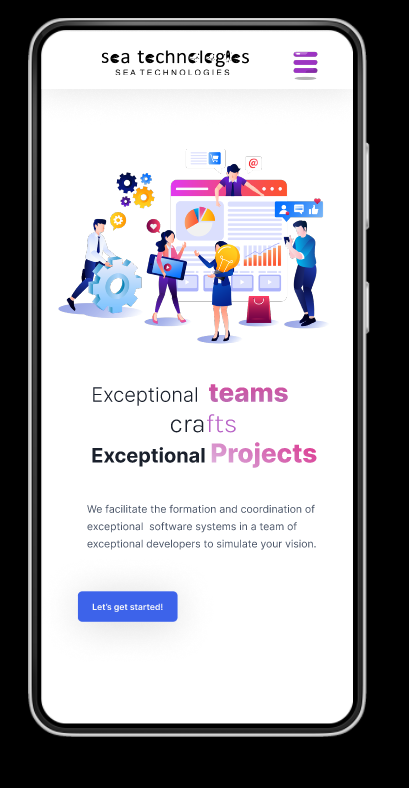 sea technologies
SEA TECHNOLOGIES
@
Exceptional teams
crafts
Exceptional Projects
We facilitate the formation and coordination of
exceptional software systems in a team of
exceptional developers to simulate your vision.
Let's get started!